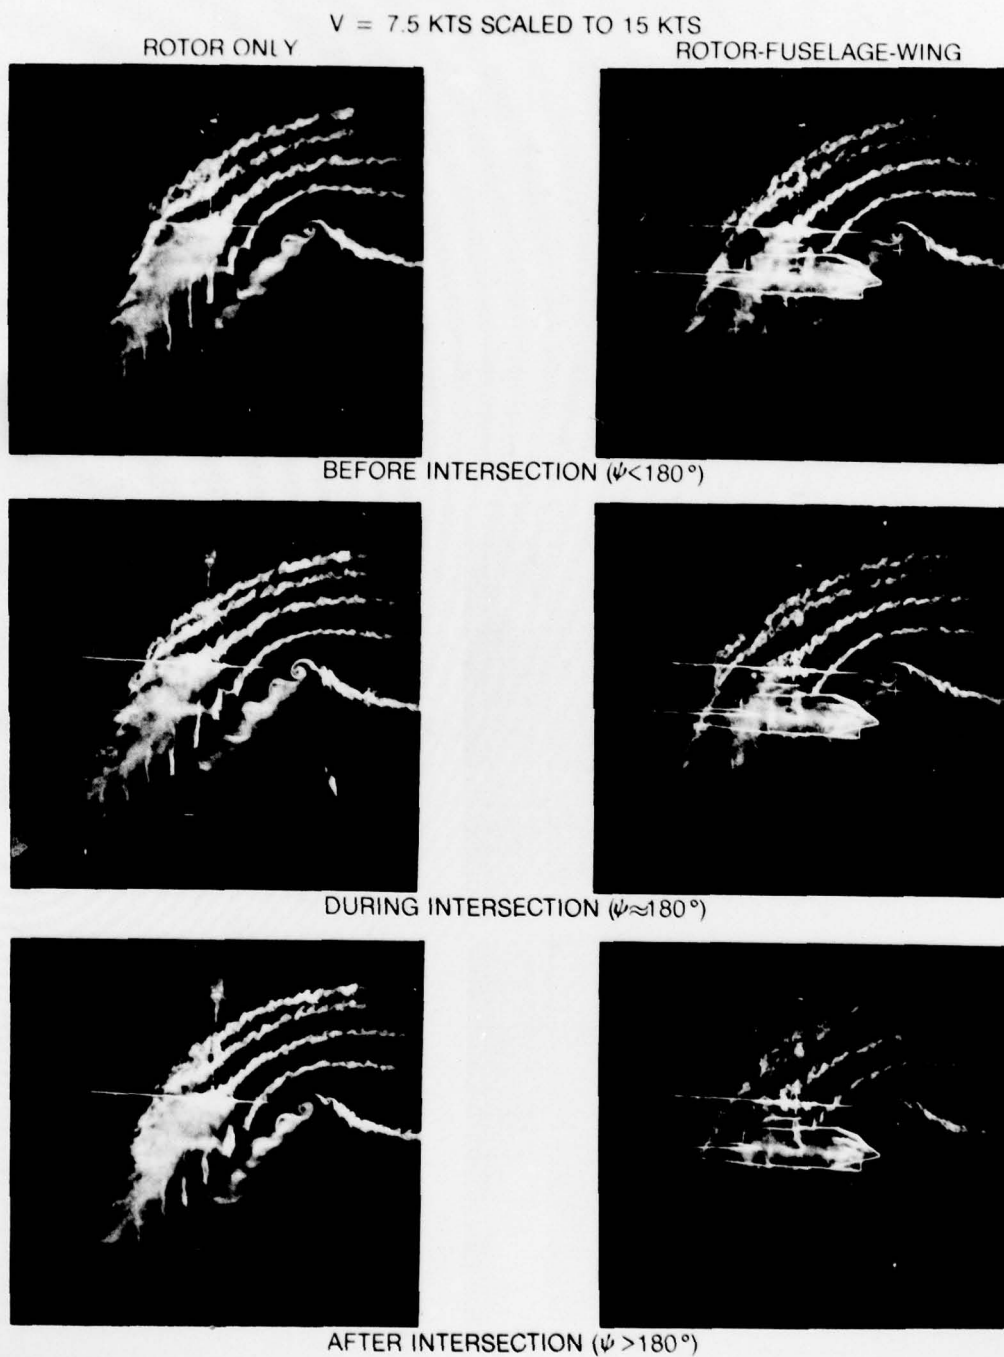 V = 7.5 KTS SCALED TO 15 KTS
ROTOR ONLY
ROTOR-FUSELAGE-WING
BEFORE INTERSECTION (ψ<180°)
DURING INTERSECTION (ψ≈180°)
AFTER INTERSECTION (ψ>180°)